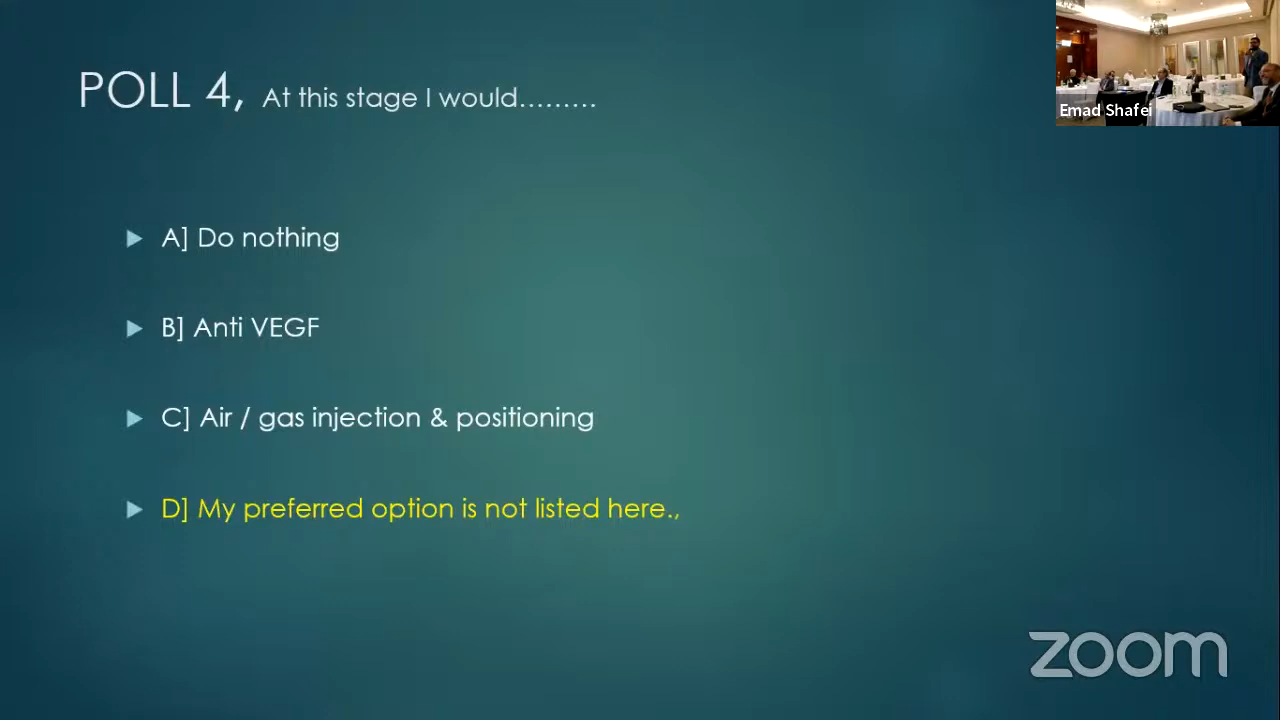 POLL 4, At this stage I would.........
Emad Shafei
A] Do nothing
B] Anti VEGF
C] Air / gas injection & positioning
D] My preferred option is not listed here.,
zoom